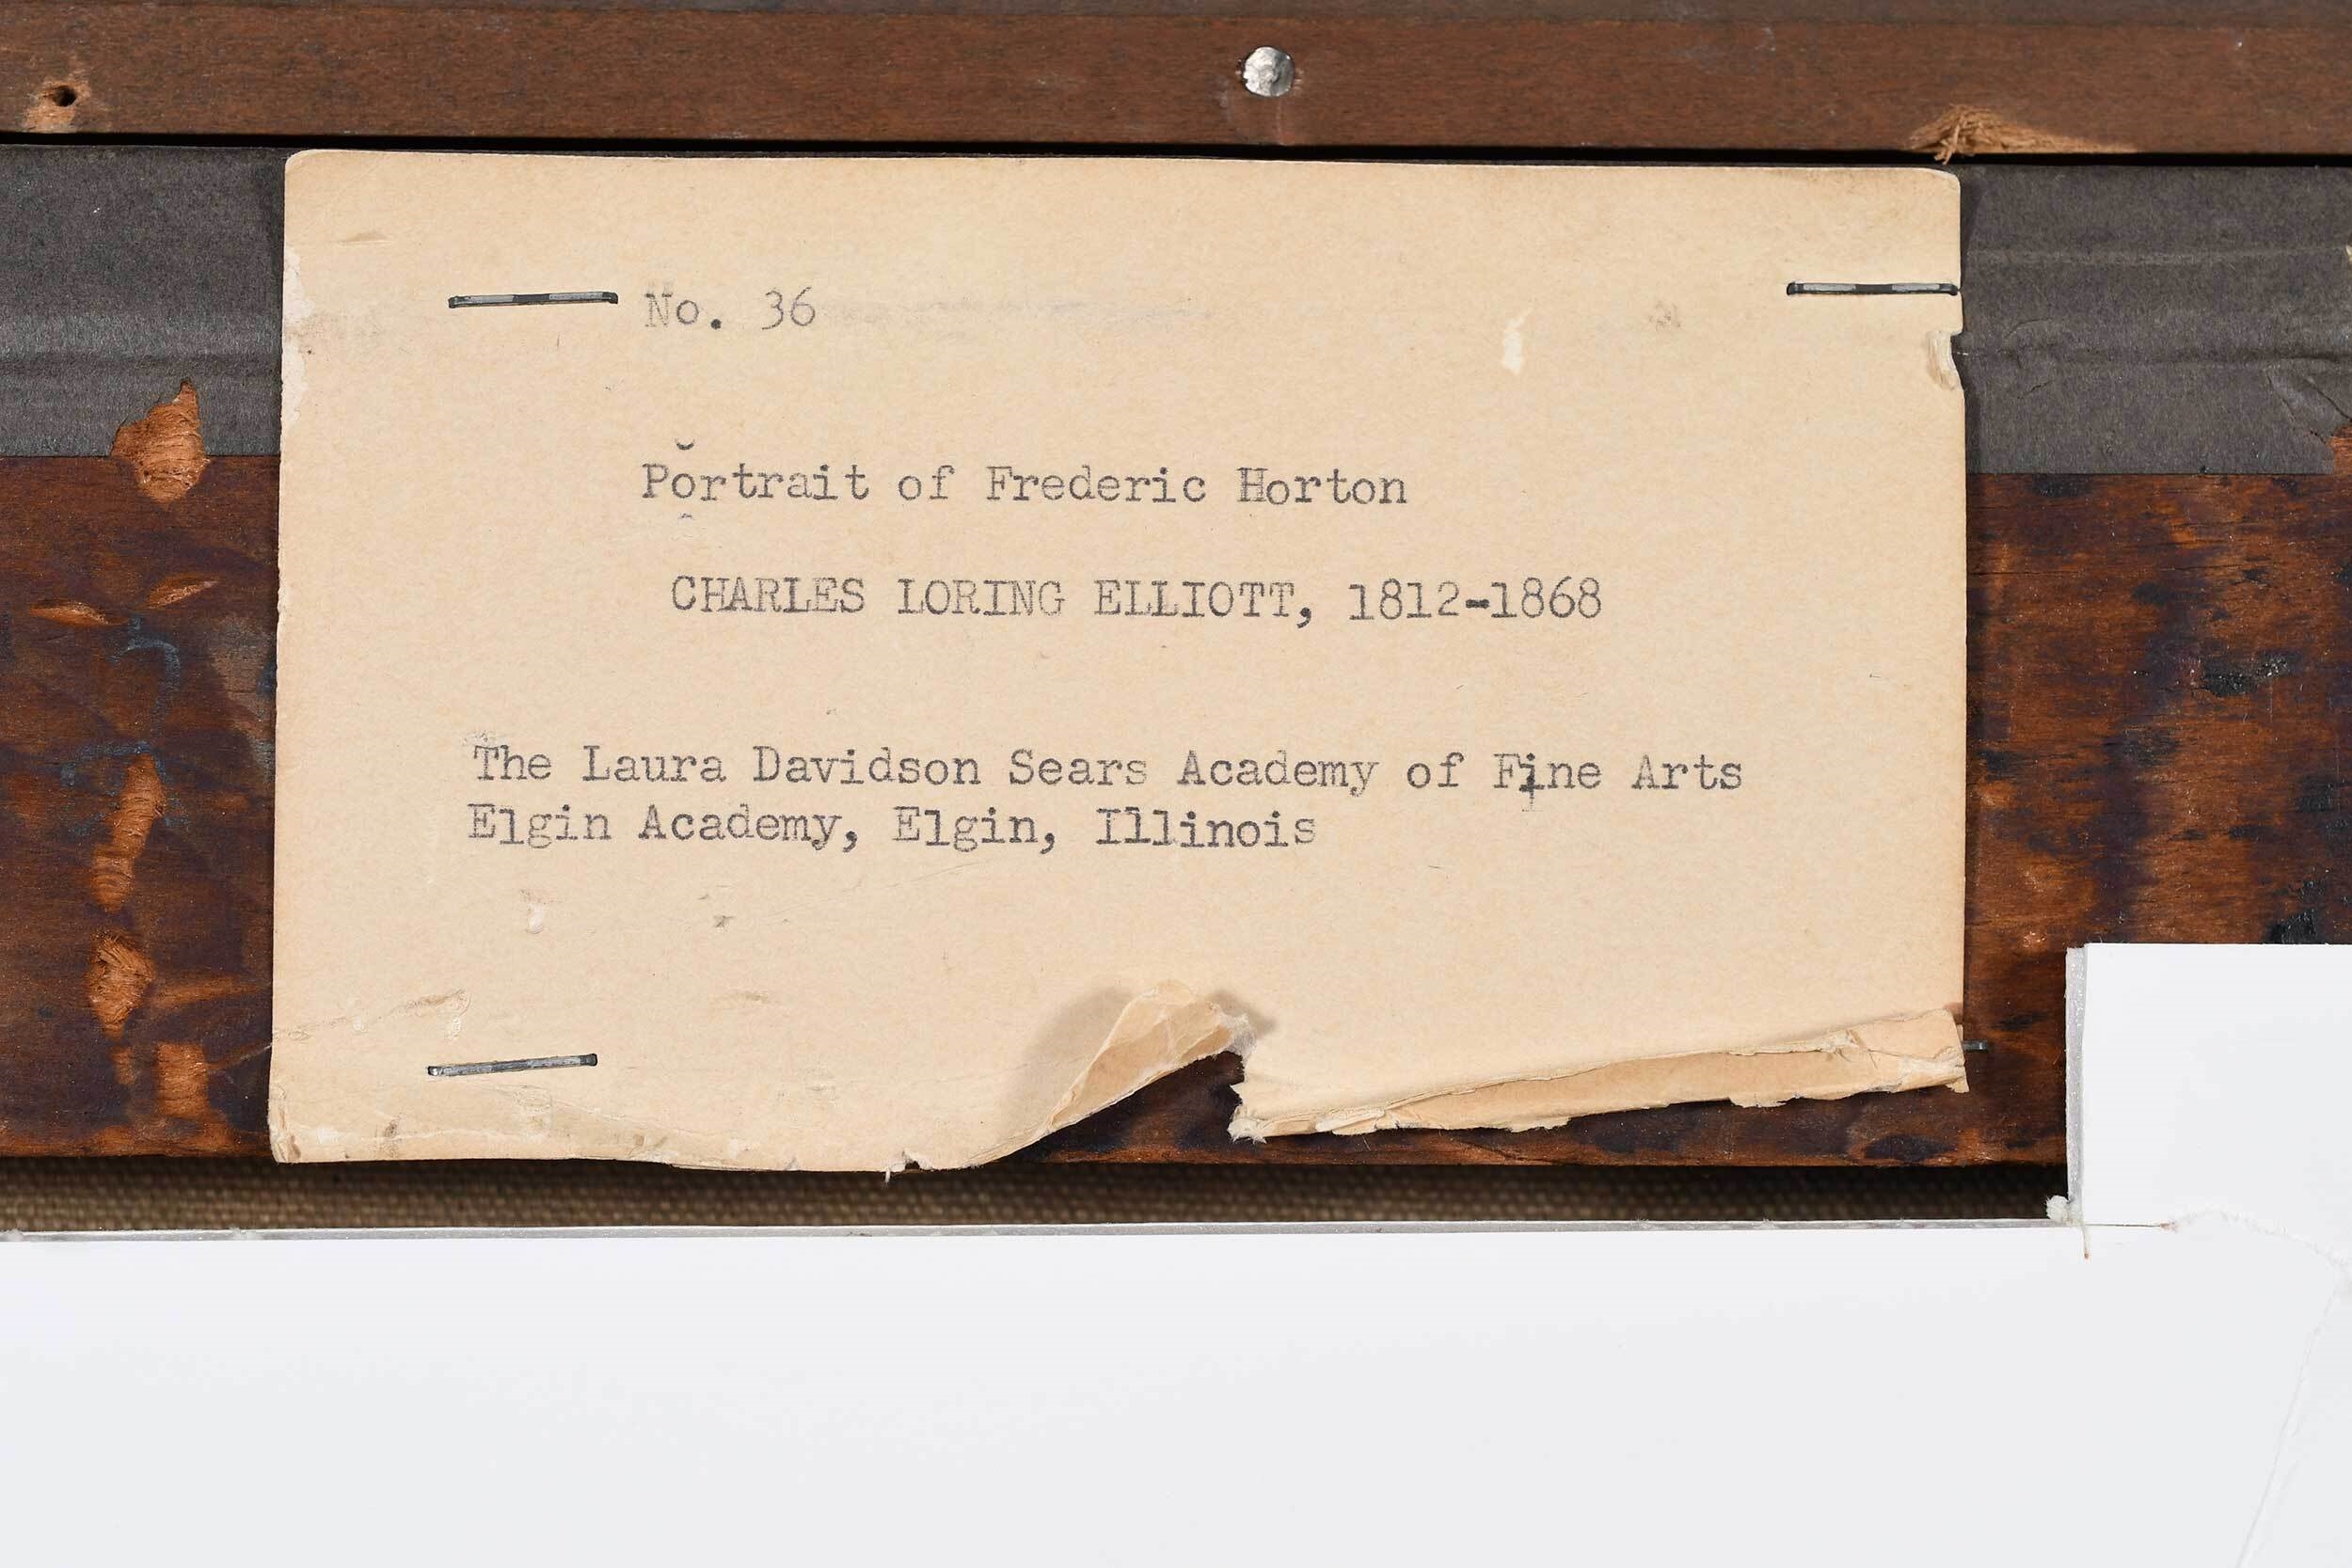 No. 36
Portrait of Frederic Horton
CHARLES LORING ELLIOTT, 1812-1868
The Laura Davidson Sears Academy of Fine Arts
Elgin Academy, Elgin, Illinois